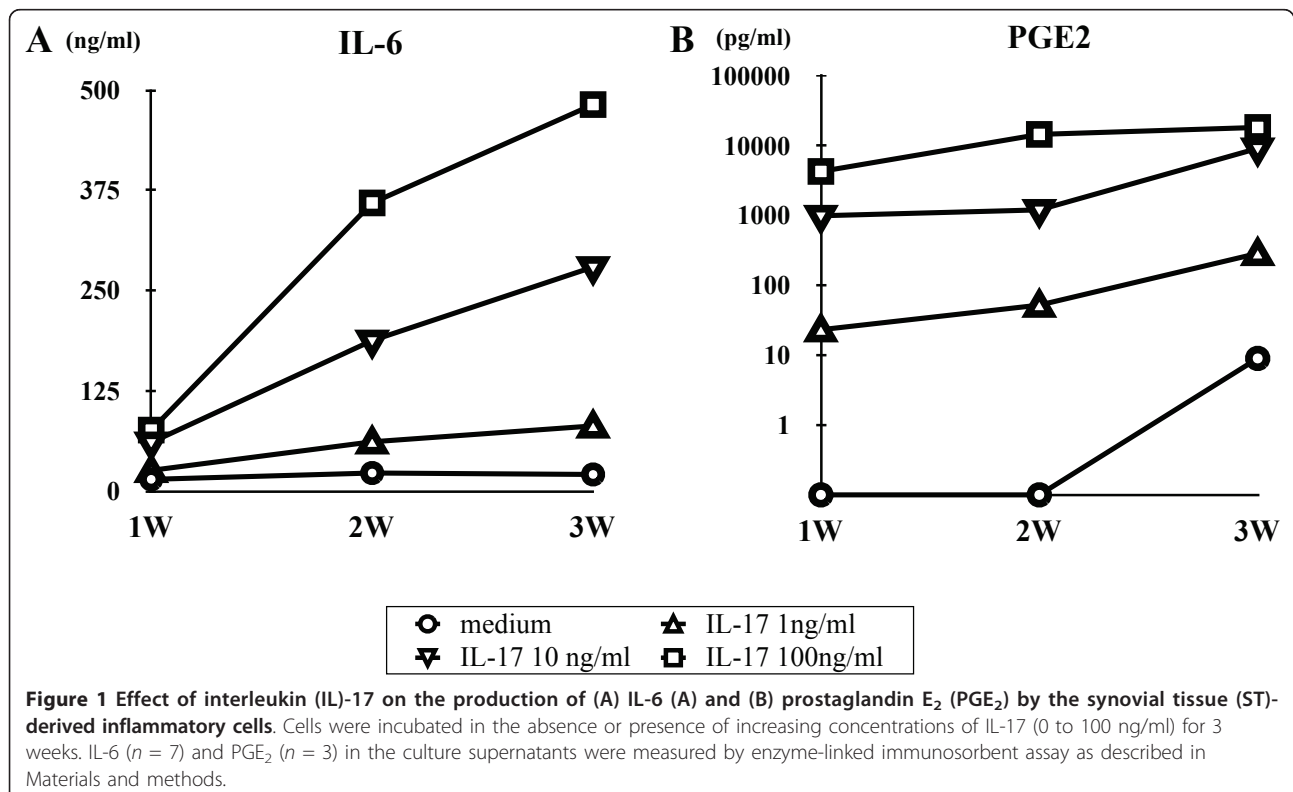 A (ng/ml) IL-6
500
375
250
125
0
1W 2W 3W
B (pg/ml) PGE2
100000
10000
1000
100
10
1
1W 2W 3W
medium IL-17 1ng/ml
IL-17 10 ng/ml IL-17 100ng/ml
Figure 1 Effect of interleukin (IL)-17 on the production of (A) IL-6 (A) and (B) prostaglandin E₂ (PGE₂) by the synovial tissue (ST)-
derived inflammatory cells. Cells were incubated in the absence or presence of increasing concentrations of IL-17 (0 to 100 ng/ml) for 3
weeks. IL-6 (n = 7) and PGE₂ (n = 3) in the culture supernatants were measured by enzyme-linked immunosorbent assay as described in
Materials and methods.